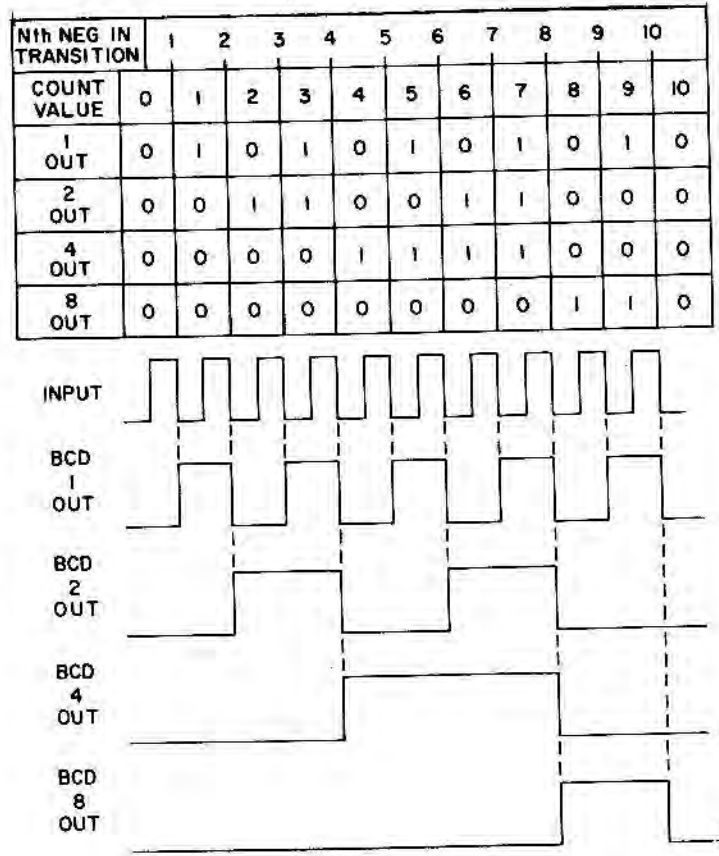 Nth NEG IN 1 2 3 4 5 6 7 8 9 10
TRANSITION
COUNT
VALUE 0 1 2 3 4 5 6 7 8 9 10
1
OUT 0 1 0 1 0 1 0 1 0 1 0
2
OUT 0 0 1 1 0 0 1 1 0 0 0
4
OUT 0 0 0 0 1 1 1 1 0 0 0
8
OUT 0 0 0 0 0 0 0 0 1 1 0
INPUT
BCD
1
OUT
BCD
2
OUT
BCD
4
OUT
BCD
8
OUT